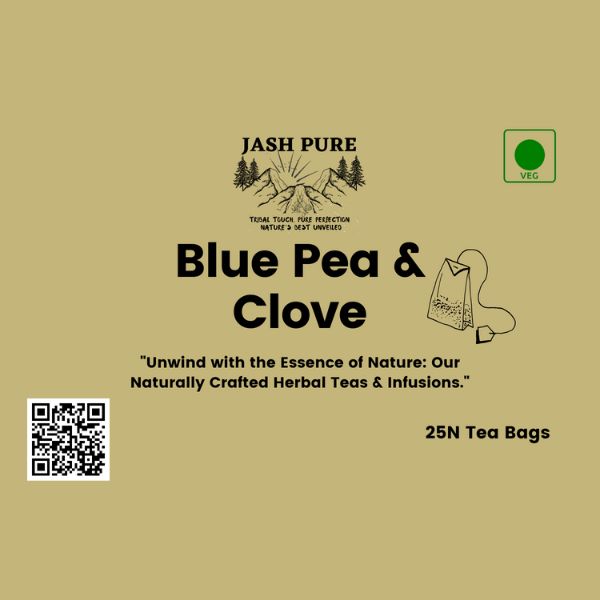 JASH PURE
TRIBAL TOUCH, PURE PERFECTION
NATURE'S BEST UNVEILED
VEG
Blue Pea &
Clove
"Unwind with the Essence of Nature: Our
Naturally Crafted Herbal Teas & Infusions."
25N Tea Bags